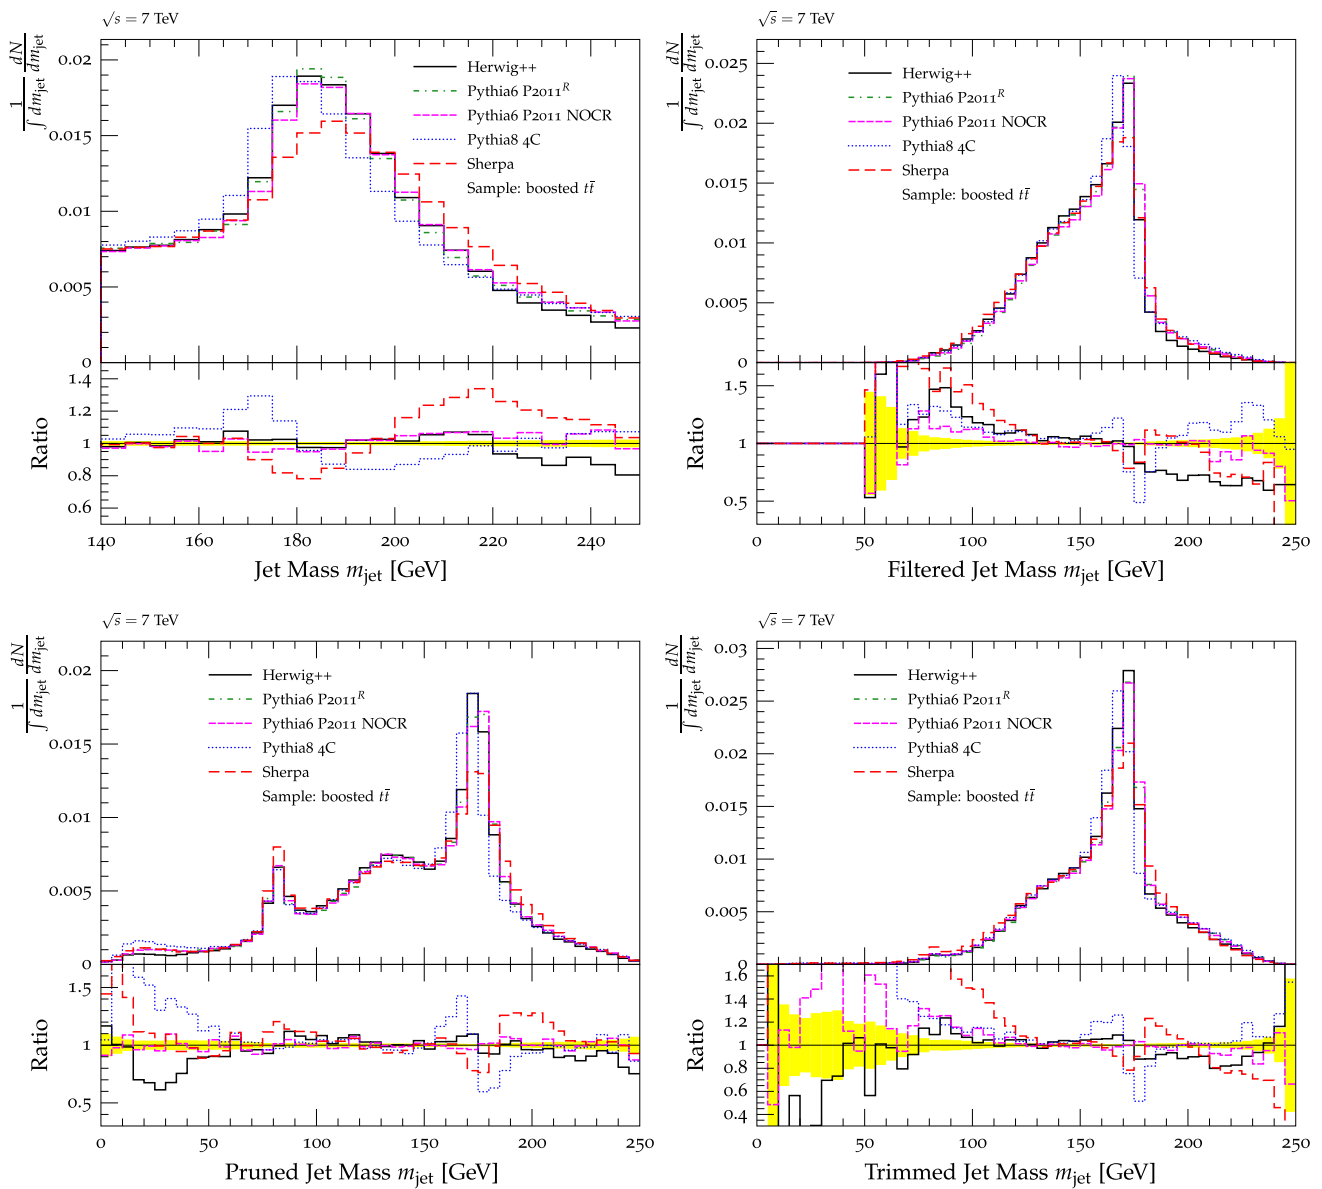 √s = 7 TeV
1/∫dm_jet dN/dm_jet
0.02
0.015
0.01
0.005
0
Herwig++
Pythia6 P2011^R
Pythia6 P2011 NOCR
Pythia8 4C
Sherpa
Sample: boosted tt̄
Ratio
1.4
1.2
1
0.8
0.6
140 160 180 200 220 240
Jet Mass m_jet [GeV]
√s = 7 TeV
1/∫dm_jet dN/dm_jet
0.025
0.02
0.015
0.01
0.005
0
Herwig++
Pythia6 P2011^R
Pythia6 P2011 NOCR
Pythia8 4C
Sherpa
Sample: boosted tt̄
Ratio
1.5
1
0.5
0 50 100 150 200 250
Filtered Jet Mass m_jet [GeV]
√s = 7 TeV
1/∫dm_jet dN/dm_jet
0.02
0.015
0.01
0.005
0
Herwig++
Pythia6 P2011^R
Pythia6 P2011 NOCR
Pythia8 4C
Sherpa
Sample: boosted tt̄
Ratio
1.5
1
0.5
0 50 100 150 200 250
Pruned Jet Mass m_jet [GeV]
√s = 7 TeV
1/∫dm_jet dN/dm_jet
0.03
0.025
0.02
0.015
0.01
0.005
0
Herwig++
Pythia6 P2011^R
Pythia6 P2011 NOCR
Pythia8 4C
Sherpa
Sample: boosted tt̄
Ratio
1.6
1.4
1.2
1
0.8
0.6
0.4
0 50 100 150 200 250
Trimmed Jet Mass m_jet [GeV]